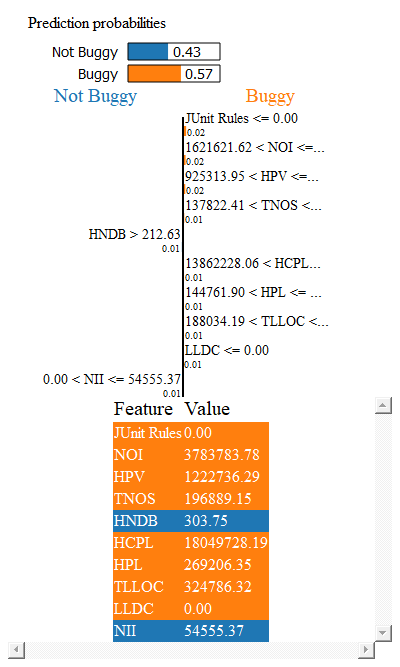 Prediction probabilities
Not Buggy 0.43
Buggy 0.57
Not Buggy Buggy
JUnit Rules <= 0.00
0.02
1621621.62 < NOI <=...
0.02
925313.95 < HPV <=...
0.02
137822.41 < TNOS <...
0.01
HNDB > 212.63
0.01
13862228.06 < HCPL...
0.01
144761.90 < HPL <= ...
0.01
188034.19 < TLLOC <...
0.01
LLDC <= 0.00
0.01
0.00 < NII <= 54555.37
0.01
Feature Value
JUnit Rules 0.00
NOI 3783783.78
HPV 1222736.29
TNOS 196889.15
HNDB 303.75
HCPL 18049728.19
HPL 269206.35
TLLOC 324786.32
LLDC 0.00
NII 54555.37